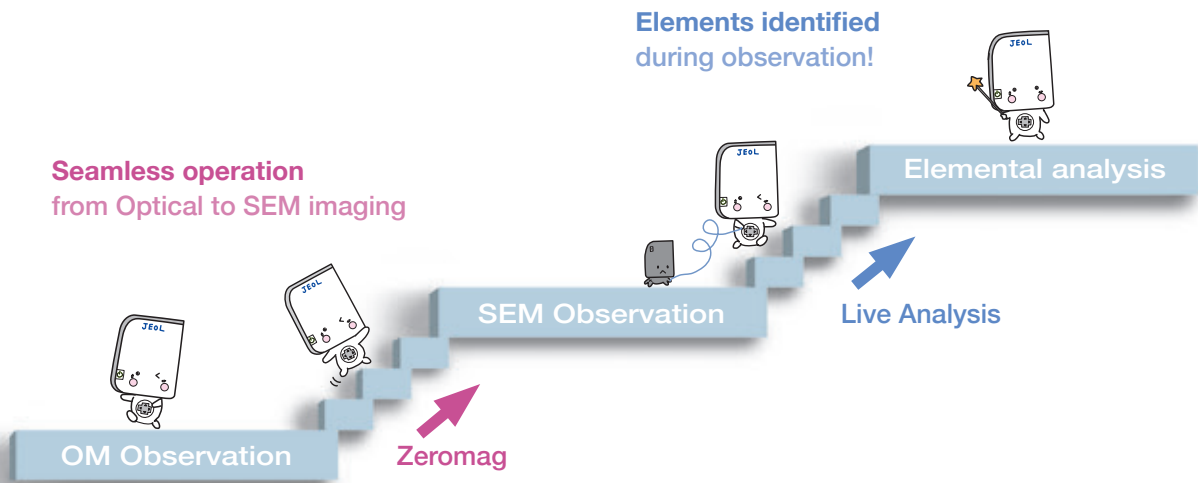 Elements identified
during observation!
JEOL
Elemental analysis
JEOL
Seamless operation
from Optical to SEM imaging
B
JEOL
SEM Observation
Live Analysis
JEOL
OM Observation
Zeromag